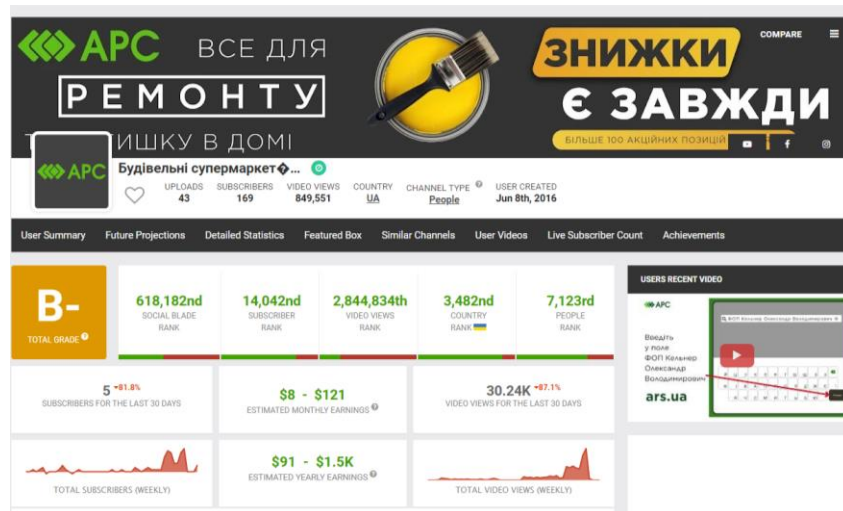 АРС ВСЕ ДЛЯ
РЕМОНТУ
ИШКУ В ДОМІ
ЗНИЖКИ
Є ЗАВЖДИ
БІЛЬШЕ 100 АКЦІЙНИХ ПОЗИЦІЙ
COMPARE
АРС
Будівельні супермаркет�...
UPLOADS
43
SUBSCRIBERS
169
VIDEO VIEWS
849,551
COUNTRY
UA
CHANNEL TYPE
People
USER CREATED
Jun 8th, 2016
User Summary Future Projections Detailed Statistics Featured Box Similar Channels User Videos Live Subscriber Count Achievements
B-
TOTAL GRADE
618,182nd
SOCIAL BLADE
RANK
14,042nd
SUBSCRIBER
RANK
2,844,834th
VIDEO VIEWS
RANK
3,482nd
COUNTRY
RANK
7,123rd
PEOPLE
RANK
5 -81.8%
SUBSCRIBERS FOR THE LAST 30 DAYS
$8 - $121
ESTIMATED MONTHLY EARNINGS
30.24K -87.1%
VIDEO VIEWS FOR THE LAST 30 DAYS
TOTAL SUBSCRIBERS (WEEKLY)
$91 - $1.5K
ESTIMATED YEARLY EARNINGS
TOTAL VIDEO VIEWS (WEEKLY)
USERS RECENT VIDEO
АРС
Введіть
у поле
ФОП Кельнер
Олександр
Володимирович
ars.ua
ФОП Кельнер Олександр Володимирович